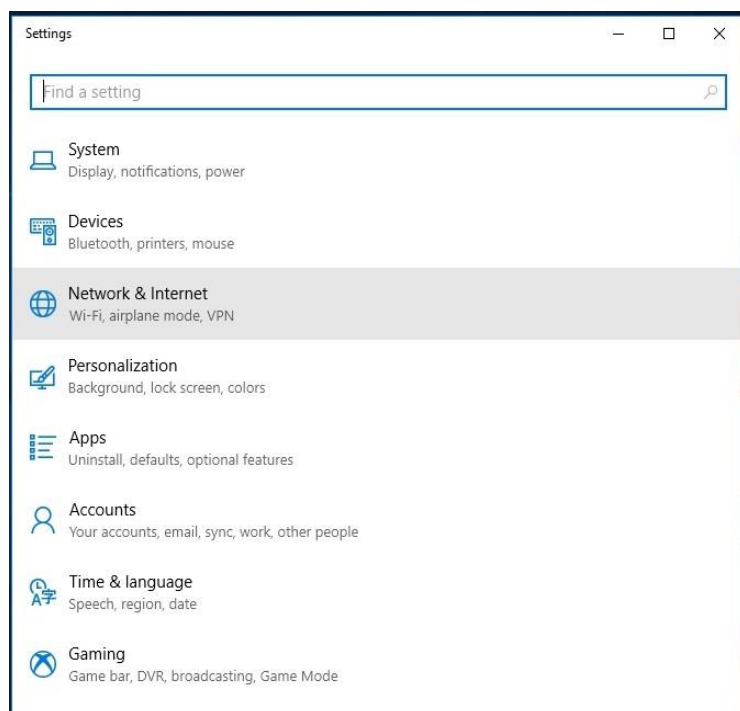 Settings
Find a setting
System
Display, notifications, power
Devices
Bluetooth, printers, mouse
Network & Internet
Wi-Fi, airplane mode, VPN
Personalization
Background, lock screen, colors
Apps
Uninstall, defaults, optional features
Accounts
Your accounts, email, sync, work, other people
Time & language
Speech, region, date
Gaming
Game bar, DVR, broadcasting, Game Mode